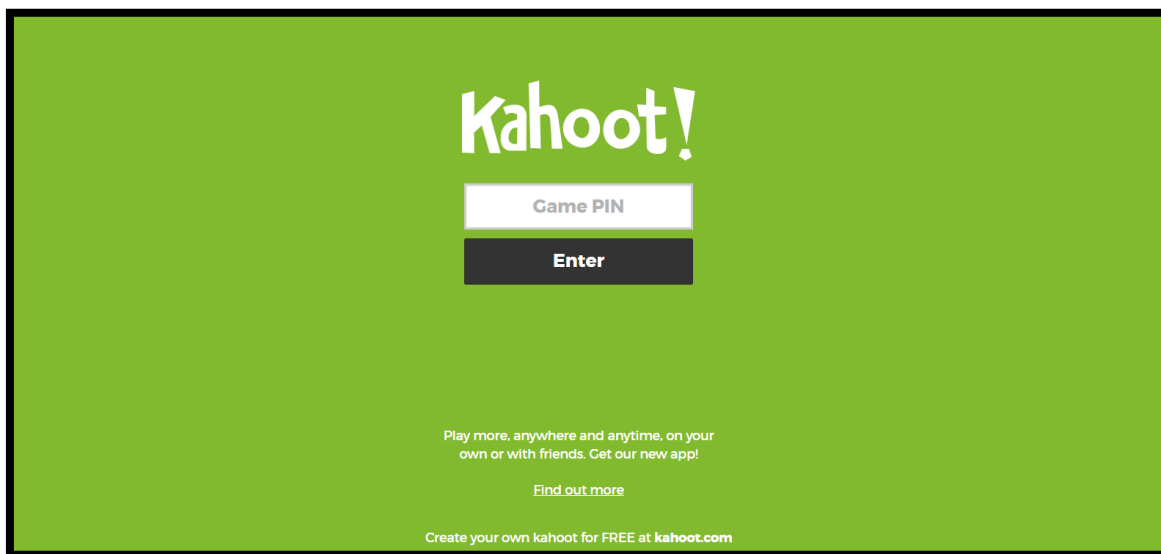 Kahoot!
Game PIN
Enter
Play more, anywhere and anytime, on your
own or with friends. Get our new app!
Find out more
Create your own kahoot for FREE at kahoot.com